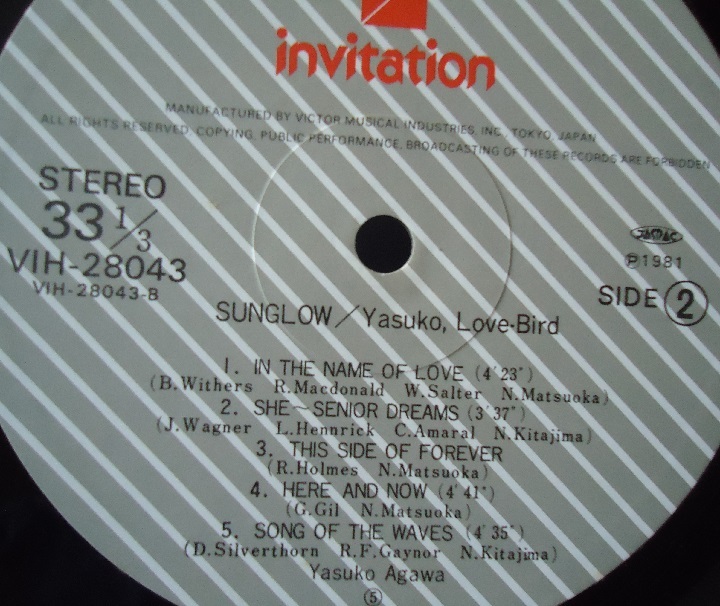 invitation
MANUFACTURED BY VICTOR MUSICAL INDUSTRIES, INC., TOKYO, JAPAN
ALL RIGHTS RESERVED, COPYING, PUBLIC PERFORMANCE, BROADCASTING OF THESE RECORDS ARE FORBIDDEN
STEREO
33 1/3
VIH-28043
VIH-28043-B
JASRAC
Ⓟ1981
SIDE ②
SUNGLOW/Yasuko, Love-Bird
1. IN THE NAME OF LOVE (4'23")
(B.Withers R.Macdonald W.Salter N.Matsuoka)
2. SHE~SENIOR DREAMS (3'37")
(J.Wagner L.Hennrick C.Amaral N.Kitajima)
3. THIS SIDE OF FOREVER
(R.Holmes N.Matsuoka)
4. HERE AND NOW (4'41")
(G.Gil N.Matsuoka)
5. SONG OF THE WAVES (4'35")
(D.Silverthorn R.F.Gaynor N.Kitajima)
Yasuko Agawa
⑤